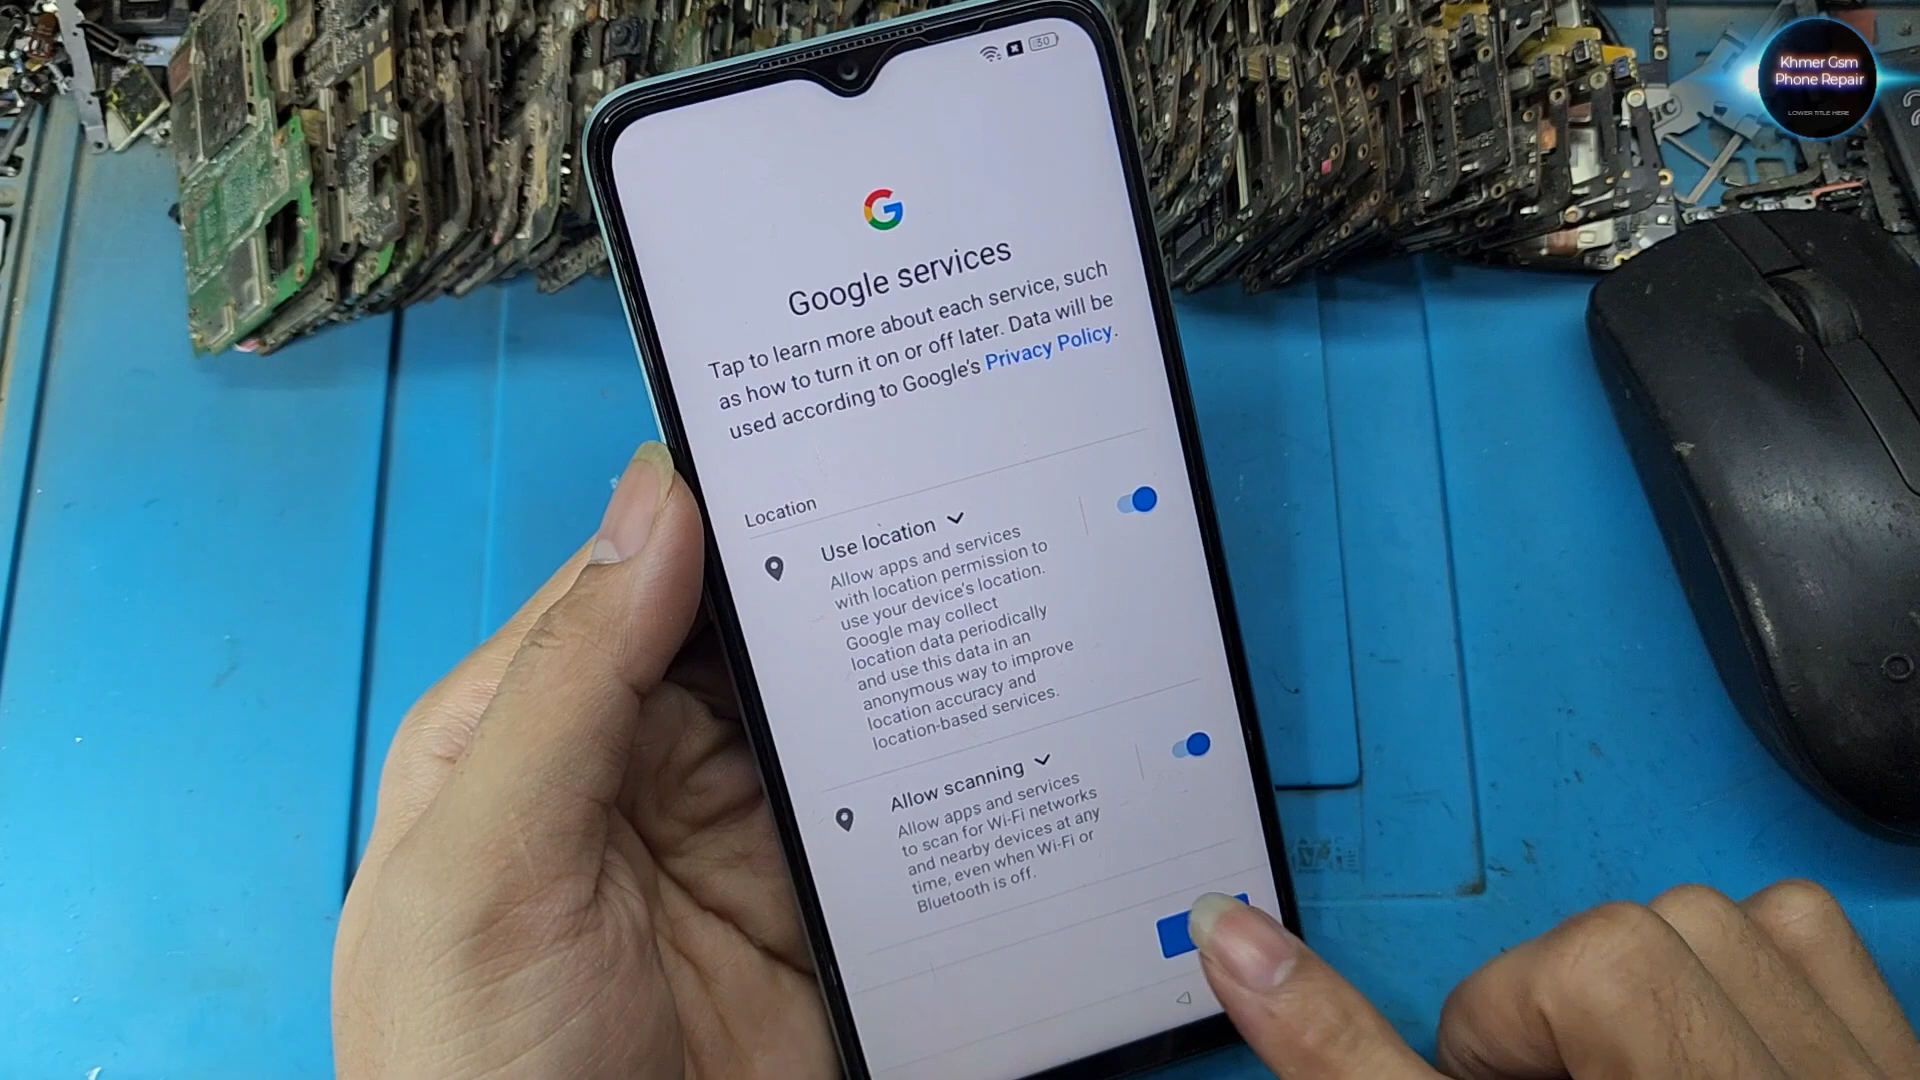 30
Khmer Gsm
Phone Repair
LOWER TITLE HERE
Google services
Tap to learn more about each service, such
as how to turn it on or off later. Data will be
used according to Google's Privacy Policy.
Location
Use location
Allow apps and services
with location permission to
use your device's location.
Google may collect
location data periodically
and use this data in an
anonymous way to improve
location accuracy and
location-based services.
Allow scanning
Allow apps and services
to scan for Wi-Fi networks
and nearby devices at any
time, even when Wi-Fi or
Bluetooth is off.